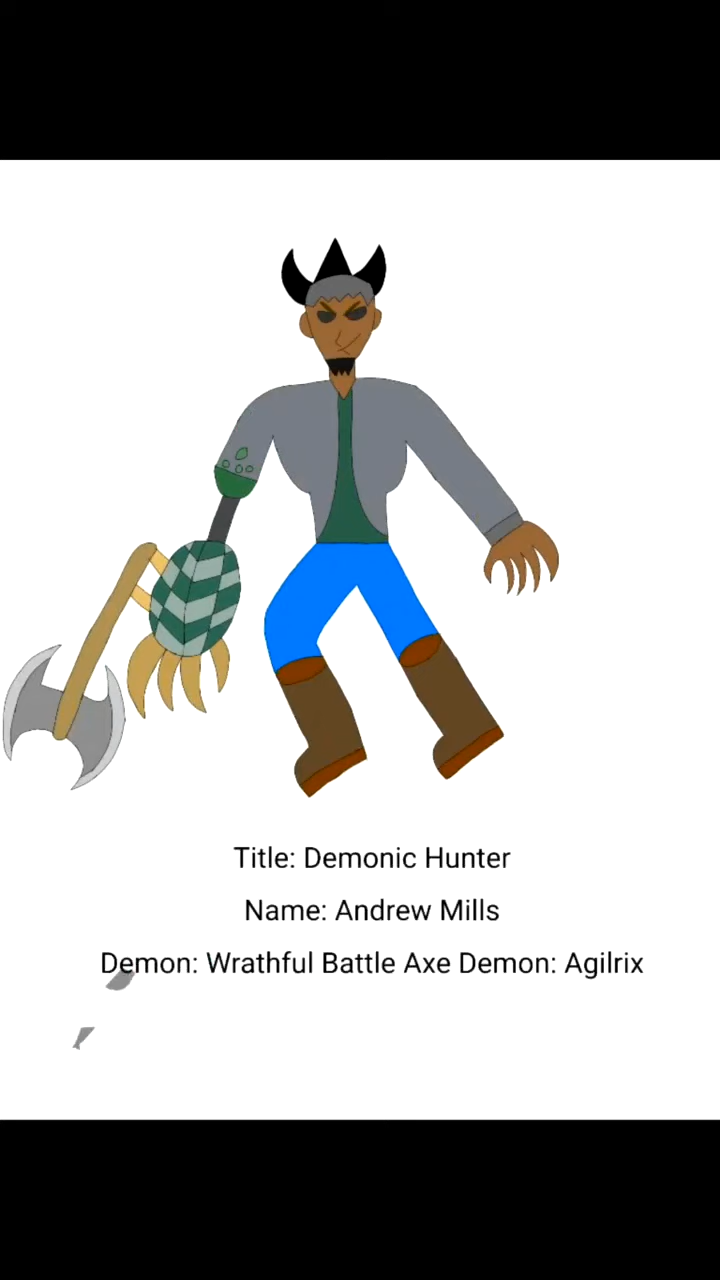 Title: Demonic Hunter
Name: Andrew Mills
Demon: Wrathful Battle Axe Demon: Agilrix